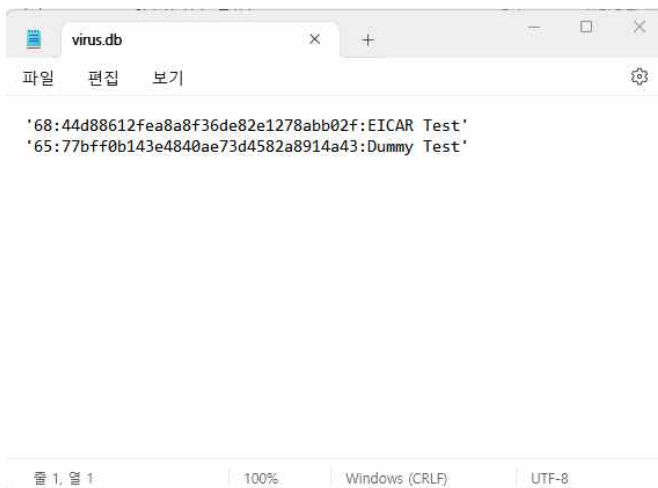 virus.db
파일 편집 보기
'68:44d88612fea8a8f36de82e1278abb02f:EICAR Test'
'65:77bff0b143e4840ae73d4582a8914a43:Dummy Test'
줄 1, 열 1 100% Windows (CRLF) UTF-8